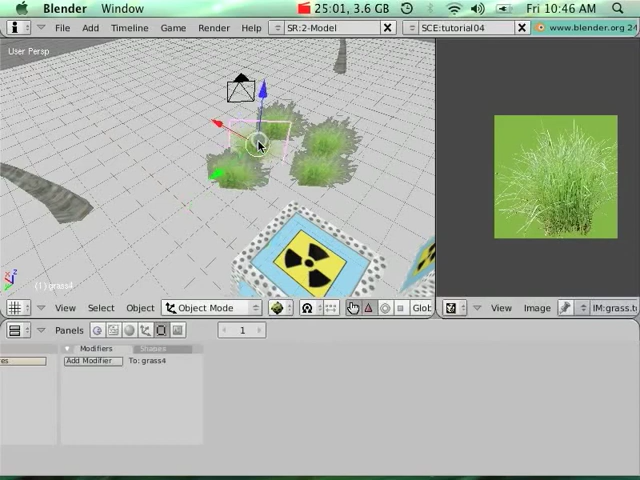 Blender Window 25:01, 3.6 GB Fri 10:46 AM
File Add Timeline Game Render Help SR:2-Model SCE:tutorial04 www.blender.org 24
User Persp
(1) grass4
View Select Object Object Mode Glob View Image IM:grass.t
Panels 1
Modifiers Shapes
res Add Modifier To: grass4